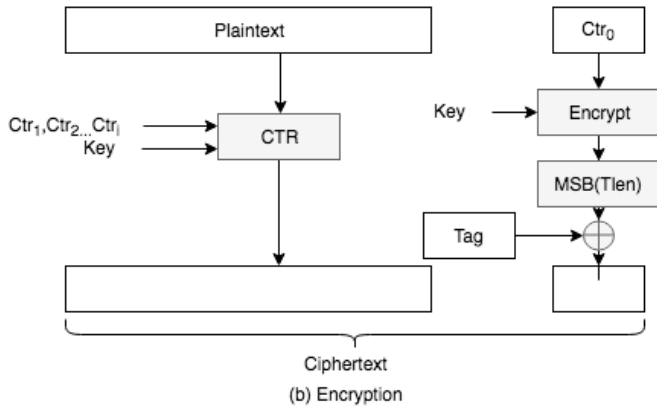 Plaintext
Ctr0
Ctr1,Ctr2...Ctri
Key
CTR
Key
Encrypt
MSB(Tlen)
Tag
Ciphertext
(b) Encryption